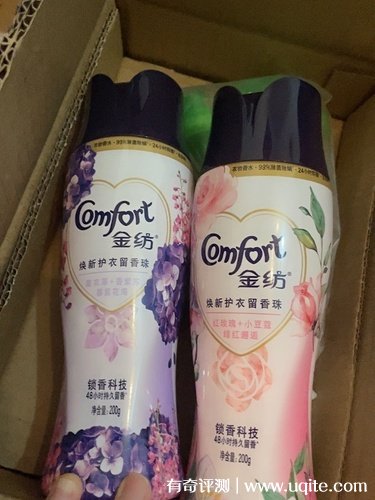 Comfort
金纺
焕新护衣留香珠
锁香科技
48小时持久留香*
净含量:200g
Comfort
金纺
焕新护衣留香珠
红玫瑰+小豆蔻
锁香科技
48小时持久留香*
净含量:200g
有奇评测 | www.uqite.com